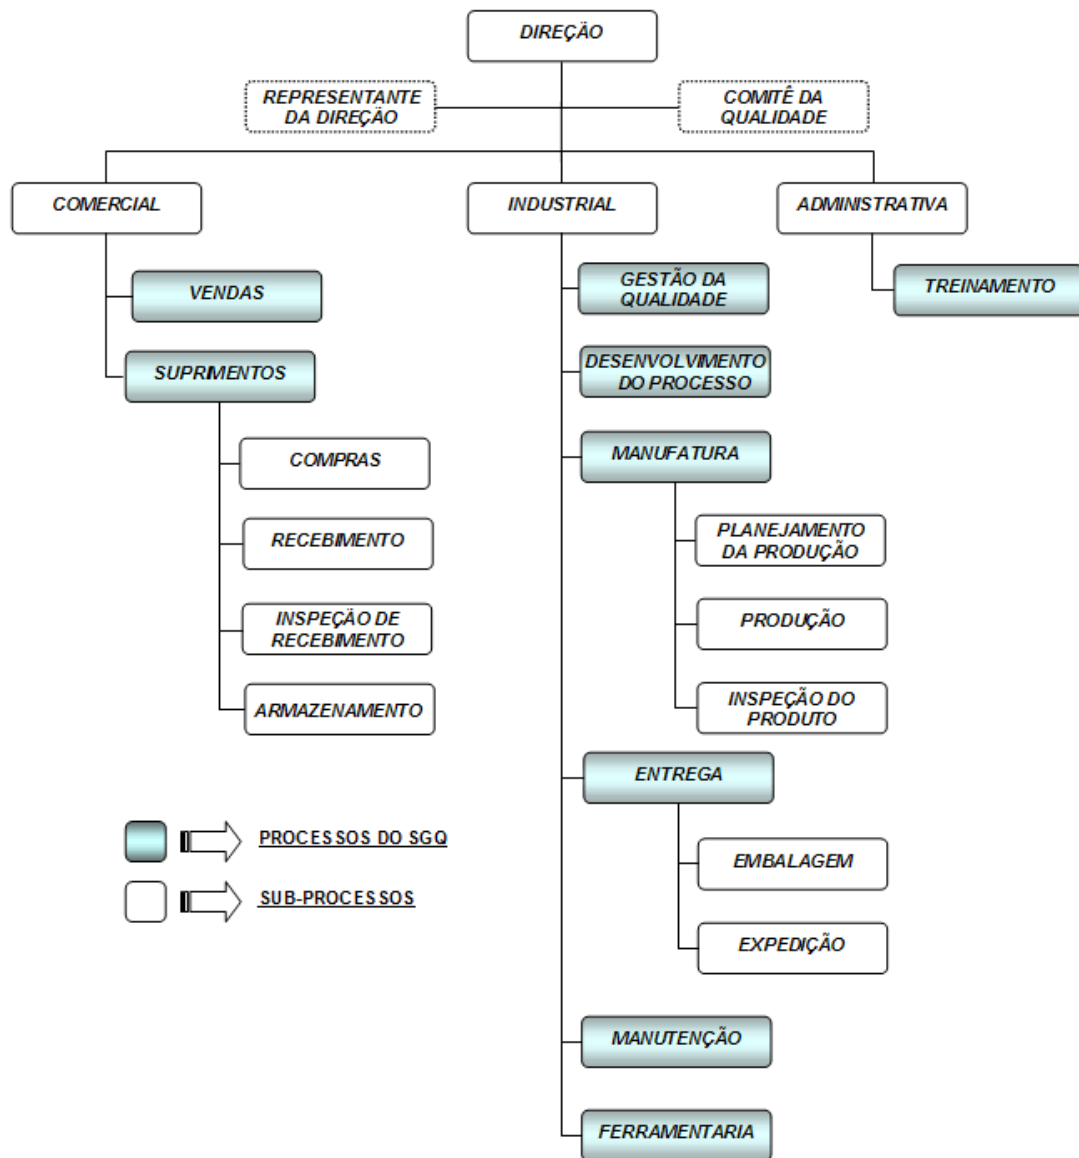 DIREÇÃO
REPRESENTANTE
DA DIREÇÃO
COMITÊ DA
QUALIDADE
COMERCIAL
INDUSTRIAL
ADMINISTRATIVA
VENDAS
GESTÃO DA
QUALIDADE
TREINAMENTO
SUPRIMENTOS
DESENVOLVIMENTO
DO PROCESSO
COMPRAS
MANUFATURA
RECEBIMENTO
PLANEJAMENTO
DA PRODUÇÃO
INSPEÇÃO DE
RECEBIMENTO
PRODUÇÃO
ARMAZENAMENTO
INSPEÇÃO DO
PRODUTO
ENTREGA
PROCESSOS DO SGQ
EMBALAGEM
SUB-PROCESSOS
EXPEDIÇÃO
MANUTENÇÃO
FERRAMENTARIA